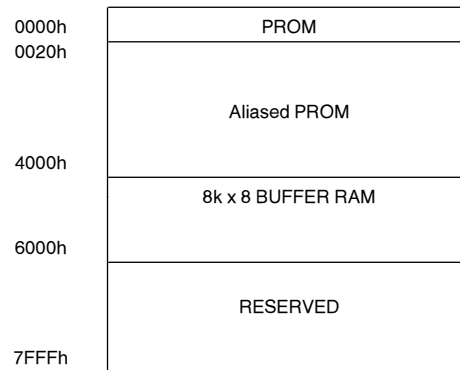 0000h
PROM
0020h
Aliased PROM
4000h
8k x 8 BUFFER RAM
6000h
RESERVED
7FFFh